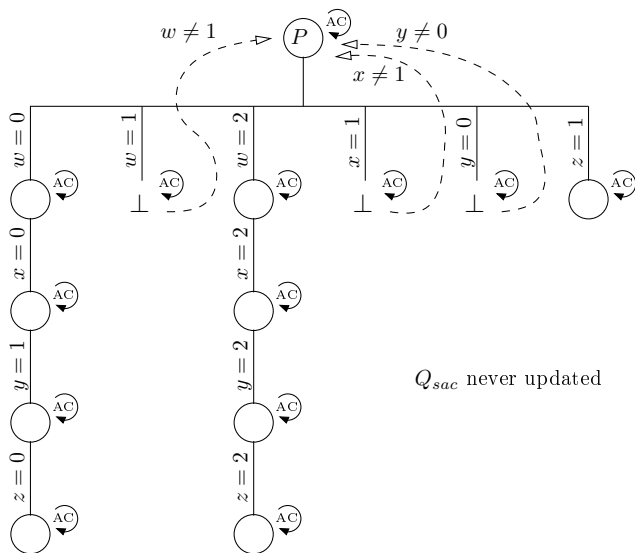 w ≠ 1
P
AC
y ≠ 0
x ≠ 1
w = 0
w = 1
w = 2
x = 1
y = 0
z = 1
AC
AC
AC
AC
AC
AC
⊥
⊥
⊥
x = 0
x = 2
AC
AC
y = 1
y = 2
Q_sac never updated
AC
AC
z = 0
z = 2
AC
AC